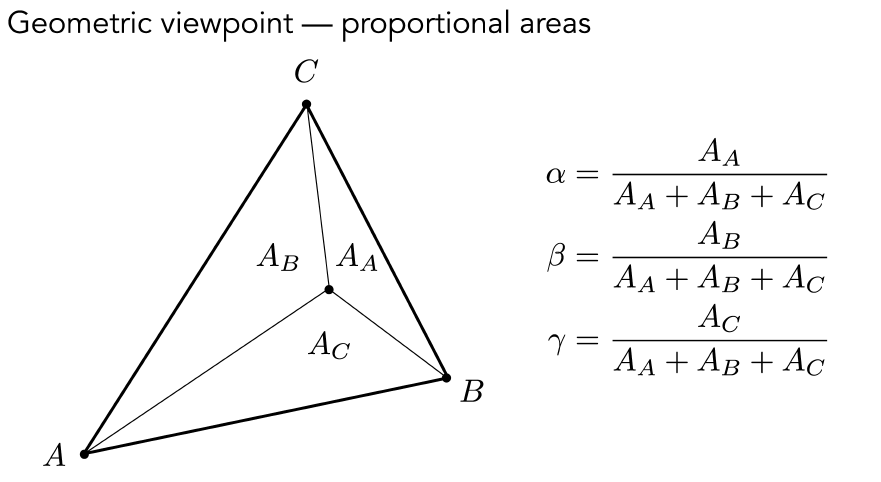 Geometric viewpoint — proportional areas
C
A_B
A_A
A_C
B
A
α = A_A / (A_A + A_B + A_C)
β = A_B / (A_A + A_B + A_C)
γ = A_C / (A_A + A_B + A_C)